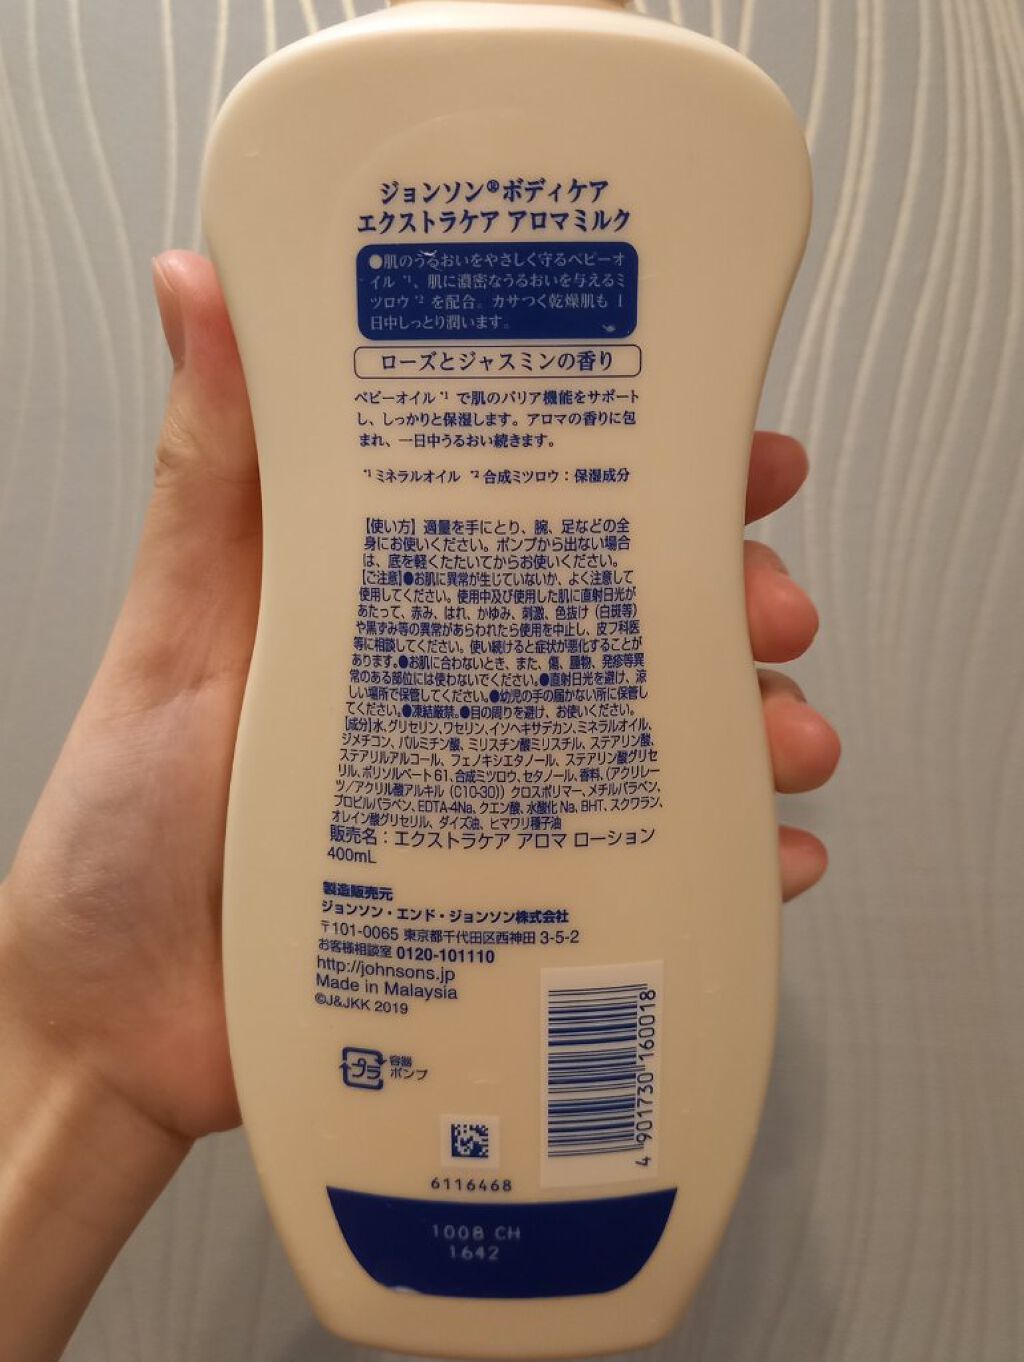 ジョンソン®ボディケア
エクストラケア アロマミルク
●肌のうるおいをやさしく守るベビーオ
イル *1、肌に濃密なうるおいを与えるミ
ツロウ *2 を配合。カサつく乾燥肌も 1
日中しっとり潤います。
ローズとジャスミンの香り
ベビーオイル *1 で肌のバリア機能をサポート
し、しっかりと保湿します。アロマの香りに包
まれ、一日中うるおい続きます。
*1 ミネラルオイル *2 合成ミツロウ：保湿成分
【使い方】適量を手にとり、腕、足などの全
身にお使いください。ポンプから出ない場合
は、底を軽くたたいてからお使いください。
【ご注意】●お肌に異常が生じていないか、よく注意して
使用してください。使用中及び使用した肌に直射日光が
あたって、赤み、はれ、かゆみ、刺激、色抜け（白斑等）
や黒ずみ等の異常があらわれたら使用を中止し、皮フ科医
等に相談してください。使い続けると症状が悪化することが
あります。●お肌に合わないとき、また、傷、腫物、発疹等異
常のある部位には使わないでください。●直射日光を避け、涼
しい場所で保管してください。●幼児の手の届かない所に保管し
てください。●凍結厳禁。●目の周りを避け、お使いください。
【成分】水、グリセリン、ワセリン、イソヘキサデカン、ミネラルオイル、
ジメチコン、パルミチン酸、ミリスチン酸ミリスチル、ステアリン酸、
ステアリルアルコール、フェノキシエタノール、ステアリン酸グリセ
リル、ポリソルベート61、合成ミツロウ、セタノール、香料、（アクリレー
ツ／アクリル酸アルキル（C10-30））クロスポリマー、メチルパラベン、
プロピルパラベン、EDTA-4Na、クエン酸、水酸化Na、BHT、スクワラン、
オレイン酸グリセリル、ダイズ油、ヒマワリ種子油
販売名：エクストラケア アロマ ローション
400mL
製造販売元
ジョンソン・エンド・ジョンソン株式会社
〒101-0065 東京都千代田区西神田 3-5-2
お客様相談室 0120-101110
http://johnsons.jp
Made in Malaysia
©J&JKK 2019
プラ
容器
ポンプ
4 901730 160018
6116468
1008 CH
1642